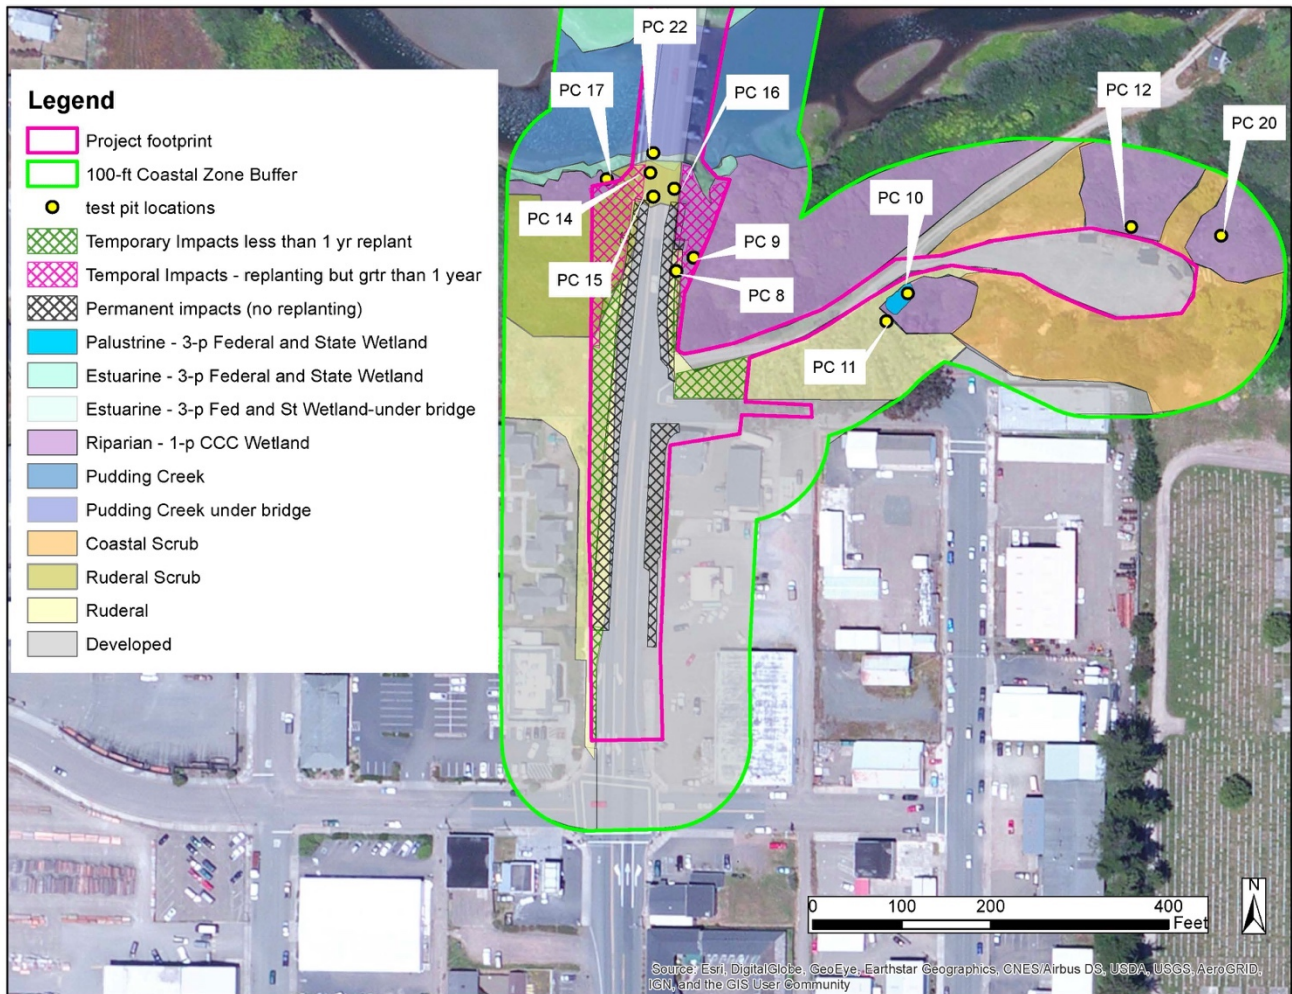 PC 22
PC 17
PC 16
PC 12
PC 20
PC 10
PC 14
PC 9
PC 15
PC 8
PC 11
Legend
Project footprint
100-ft Coastal Zone Buffer
test pit locations
Temporary Impacts less than 1 yr replant
Temporal Impacts - replanting but grtr than 1 year
Permanent impacts (no replanting)
Palustrine - 3-p Federal and State Wetland
Estuarine - 3-p Federal and State Wetland
Estuarine - 3-p Fed and St Wetland-under bridge
Riparian - 1-p CCC Wetland
Pudding Creek
Pudding Creek under bridge
Coastal Scrub
Ruderal Scrub
Ruderal
Developed
0 100 200 400
Feet
N
Source: Esri, DigitalGlobe, GeoEye, Earthstar Geographics, CNES/Airbus DS, USDA, USGS, AeroGRID,
IGN, and the GIS User Community